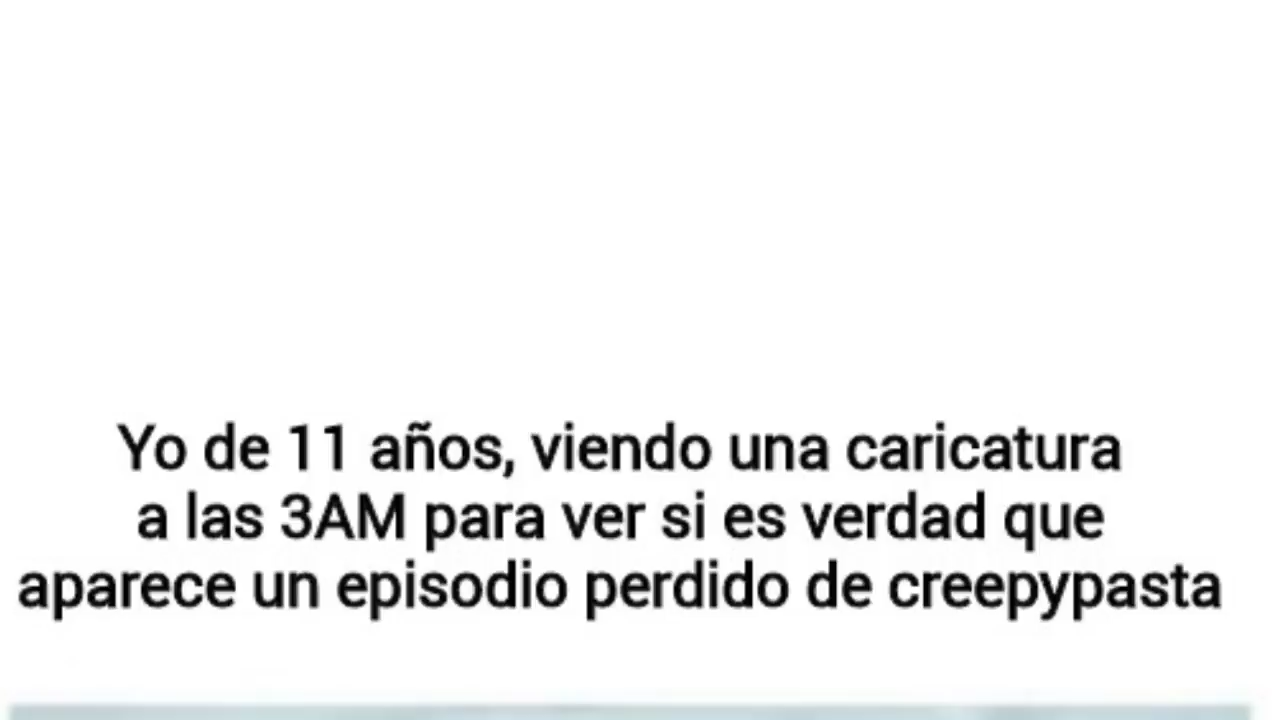 Yo de 11 años, viendo una caricatura
a las 3AM para ver si es verdad que
aparece un episodio perdido de creepypasta